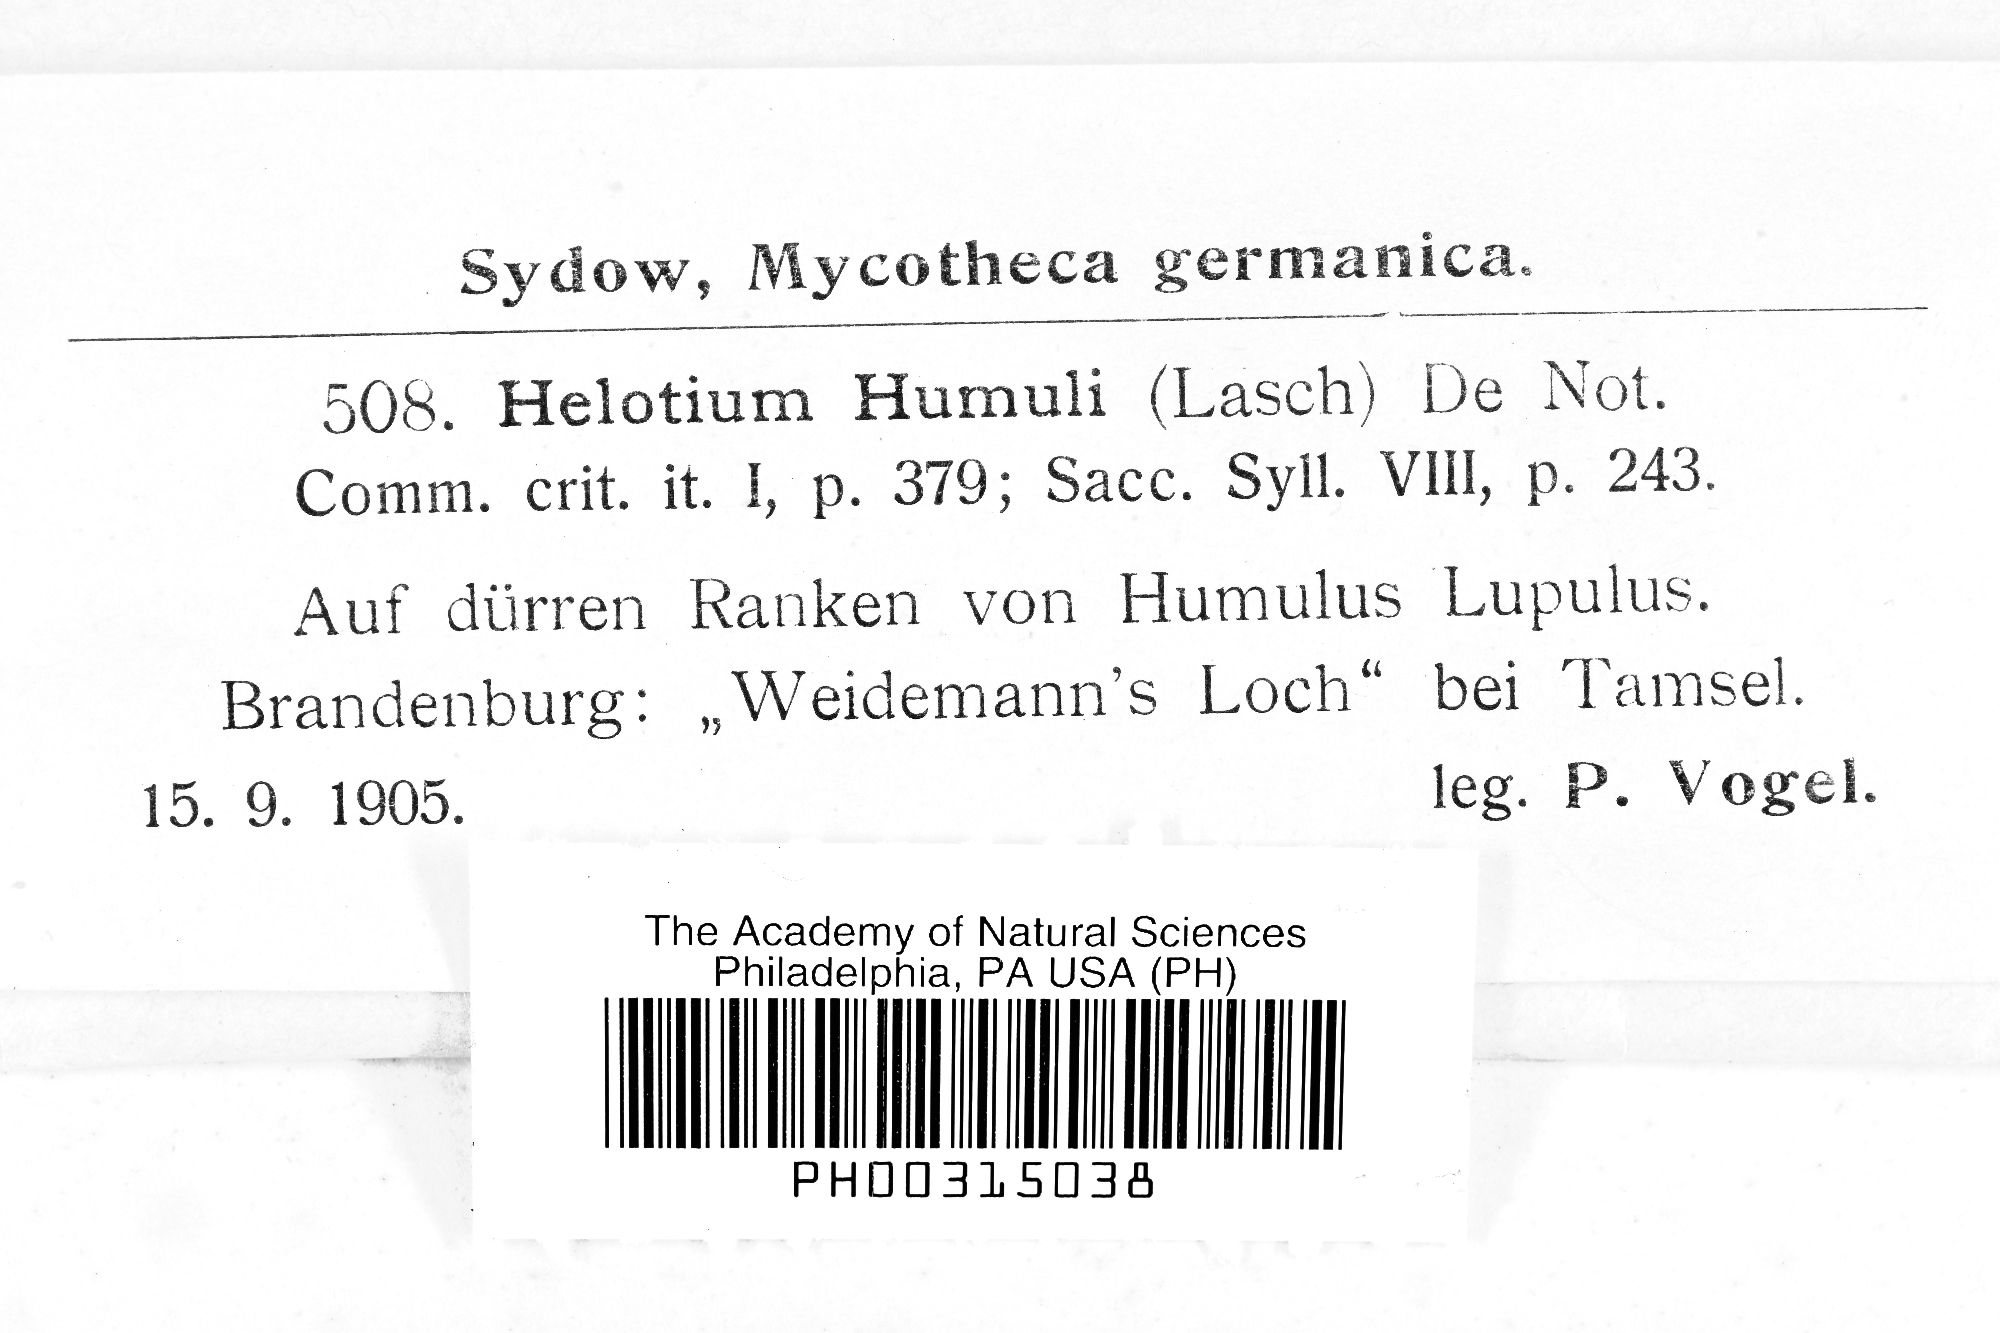 Sydow, Mycotheca germanica.
508. Helotium Humuli (Lasch) De Not.
Comm. crit. it. I, p. 379; Sacc. Syll. VIII, p. 243.
Auf dürren Ranken von Humulus Lupulus.
Brandenburg: „Weidemann's Loch“ bei Tamsel.
15. 9. 1905. leg. P. Vogel.
The Academy of Natural Sciences
Philadelphia, PA USA (PH)
PH00315038